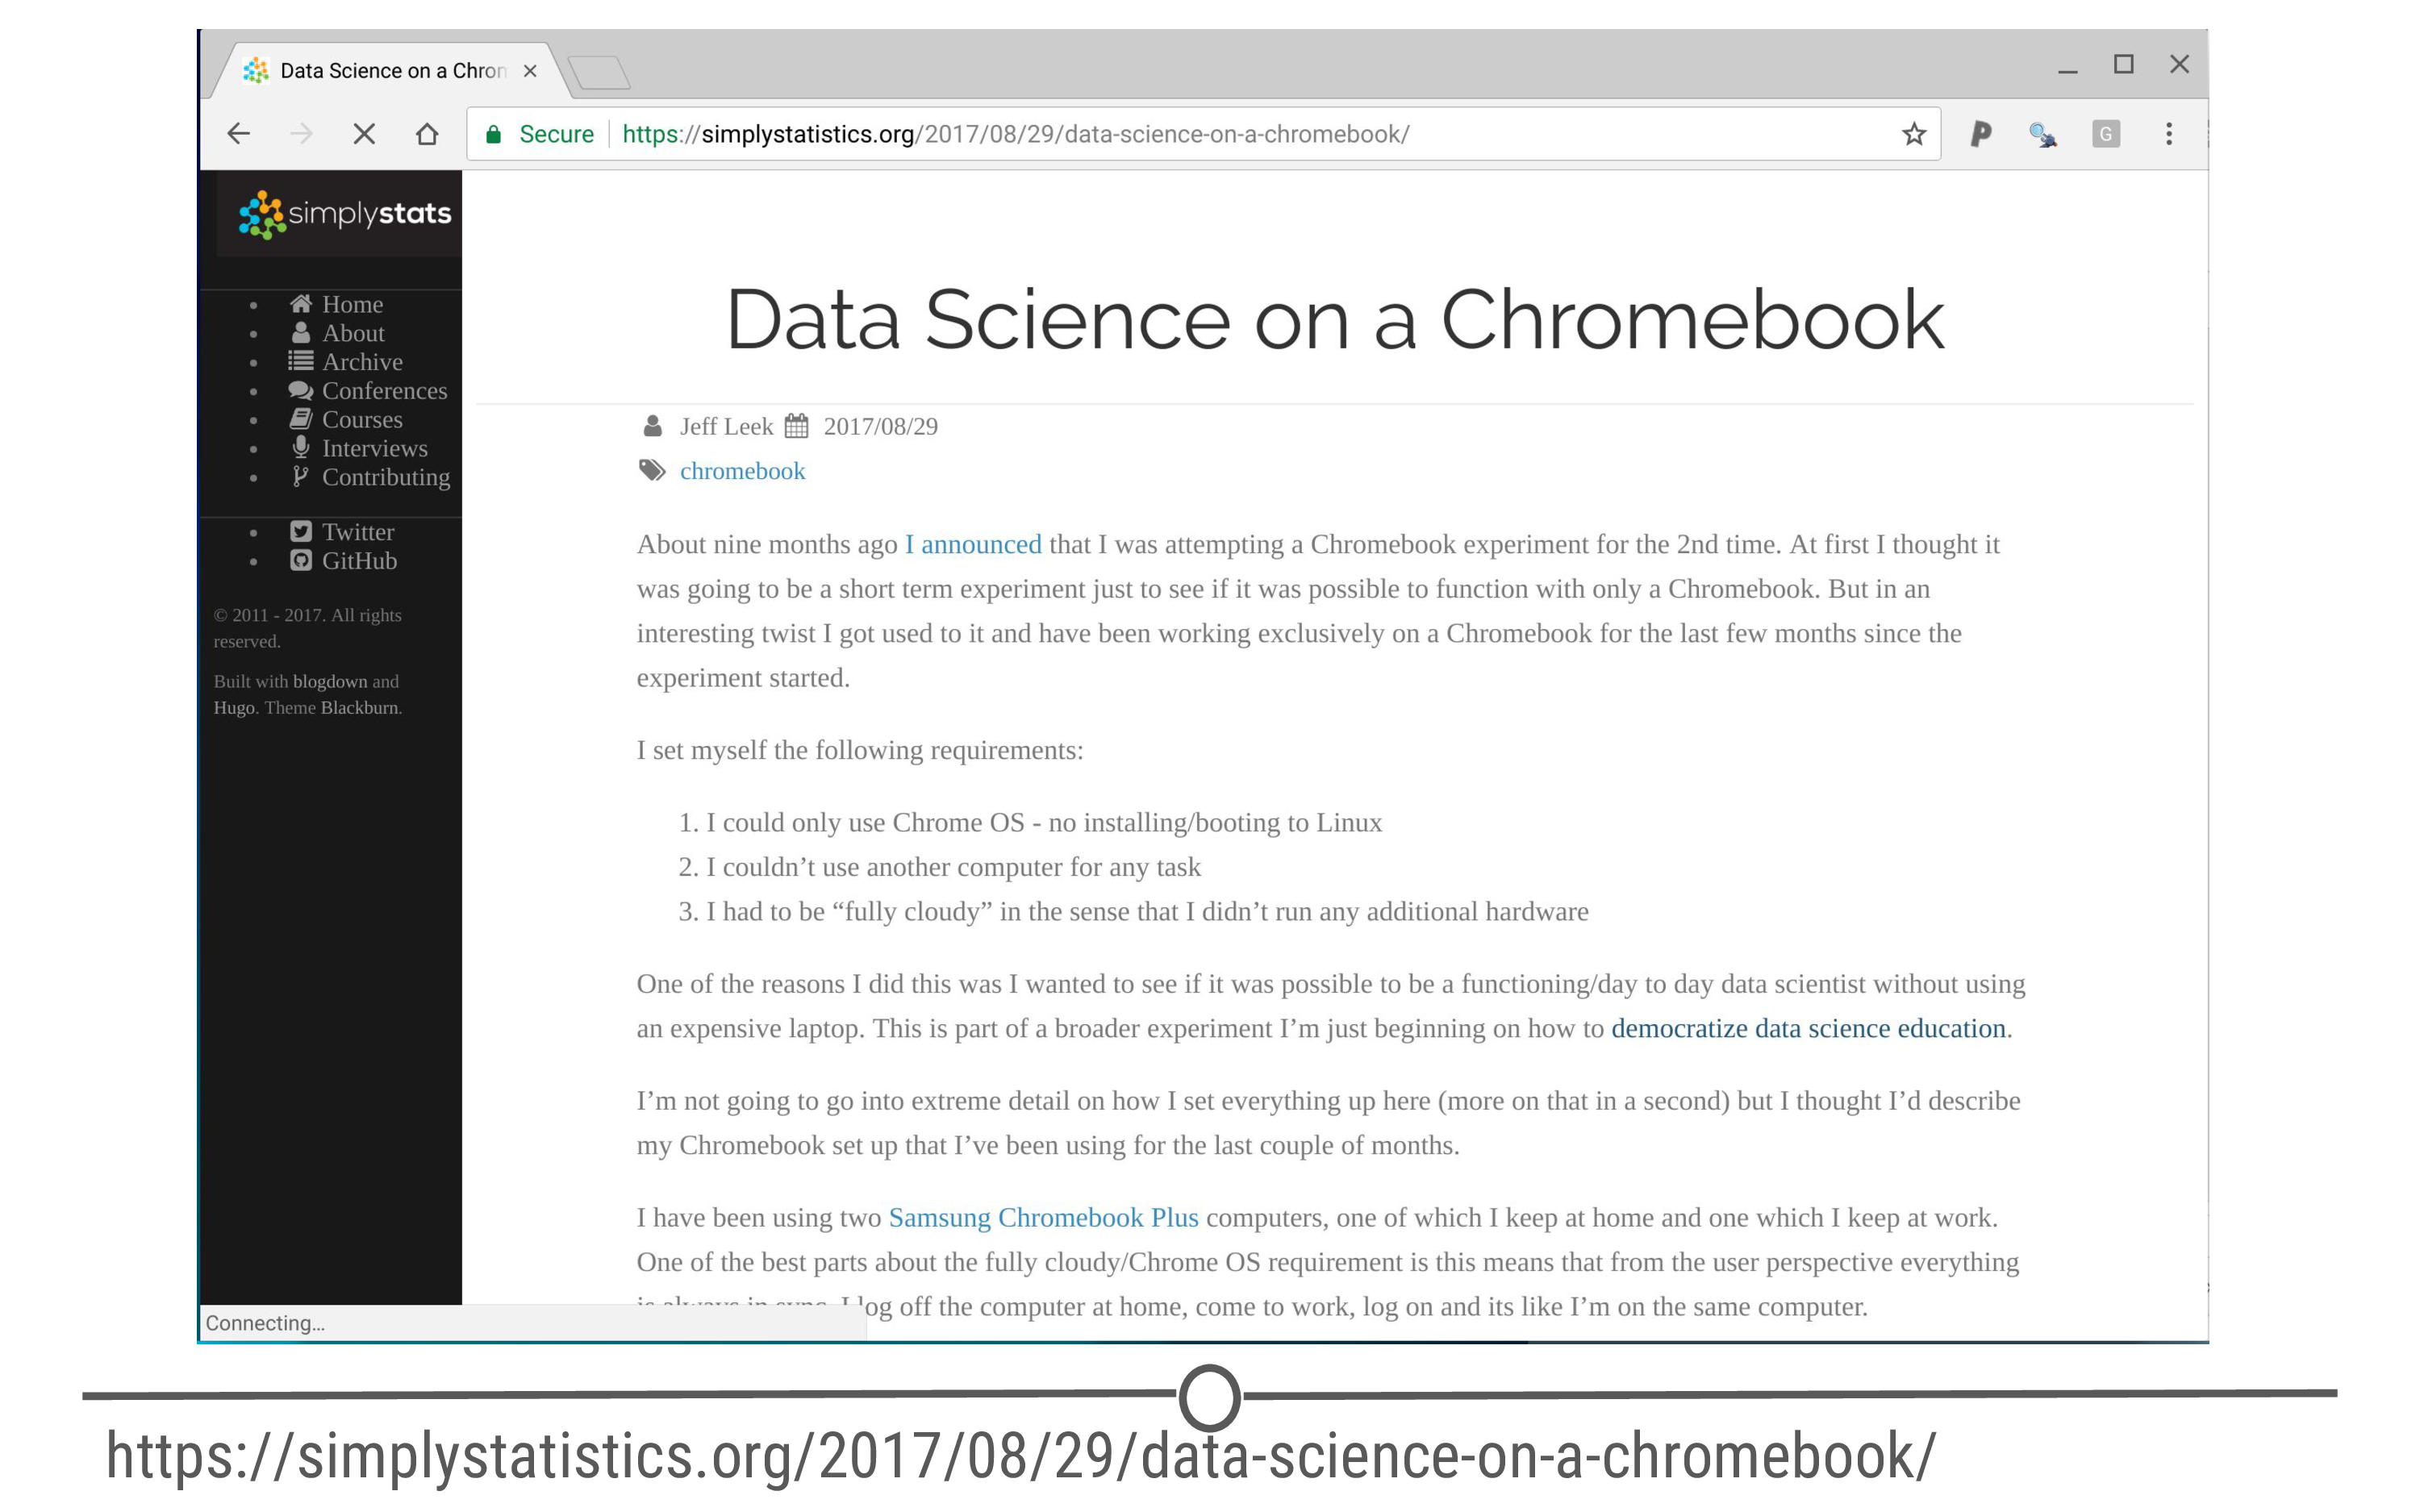 Data Science on a Chrom
Secure https://simplystatistics.org/2017/08/29/data-science-on-a-chromebook/
G
simplystats
Home
About
Archive
Conferences
Courses
Interviews
Contributing
Twitter
GitHub
© 2011 - 2017. All rights
reserved.
Built with blogdown and
Hugo. Theme Blackburn.
Data Science on a Chromebook
Jeff Leek 2017/08/29
chromebook
About nine months ago I announced that I was attempting a Chromebook experiment for the 2nd time. At first I thought it
was going to be a short term experiment just to see if it was possible to function with only a Chromebook. But in an
interesting twist I got used to it and have been working exclusively on a Chromebook for the last few months since the
experiment started.
I set myself the following requirements:
1. I could only use Chrome OS - no installing/booting to Linux
2. I couldn’t use another computer for any task
3. I had to be “fully cloudy” in the sense that I didn’t run any additional hardware
One of the reasons I did this was I wanted to see if it was possible to be a functioning/day to day data scientist without using
an expensive laptop. This is part of a broader experiment I’m just beginning on how to democratize data science education.
I’m not going to go into extreme detail on how I set everything up here (more on that in a second) but I thought I’d describe
my Chromebook set up that I’ve been using for the last couple of months.
I have been using two Samsung Chromebook Plus computers, one of which I keep at home and one which I keep at work.
One of the best parts about the fully cloudy/Chrome OS requirement is this means that from the user perspective everything
is always in sync. I log off the computer at home, come to work, log on and its like I’m on the same computer.
Connecting...
https://simplystatistics.org/2017/08/29/data-science-on-a-chromebook/